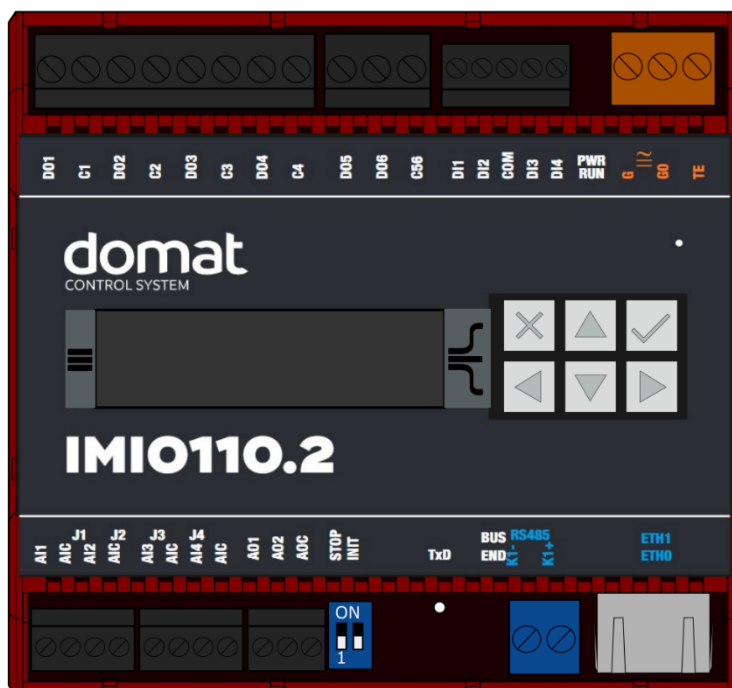 DO1 C1 DO2 C2 DO3 C3 DO4 C4 DO5 DO6 C56 DI1 DI2 COM DI3 DI4 PWR RUN G ≅ G0 TE
domat
CONTROL SYSTEM
IMIO110.2
AI1 AIC J1 AI2 AIC J2 AI3 J3 AIC AI4 J4 AIC AO1 AO2 AOC STOP INIT TxD BUS END RS485 K1- K1+ ETH1 ETH0
ON
1